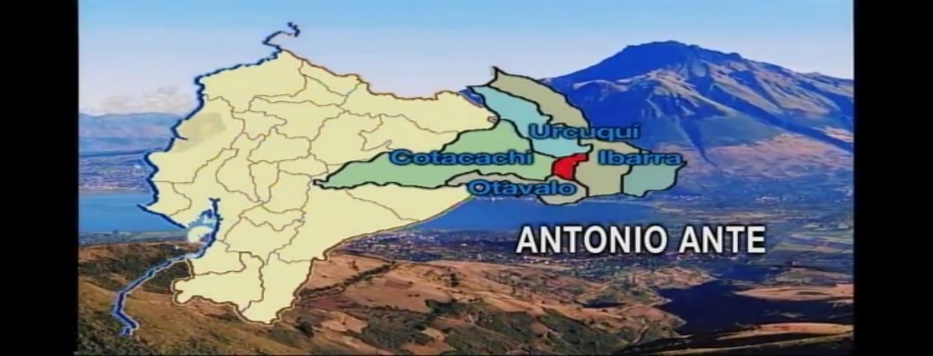 Urcuquí
Cotacachi
Ibarra
Otavalo
ANTONIO ANTE